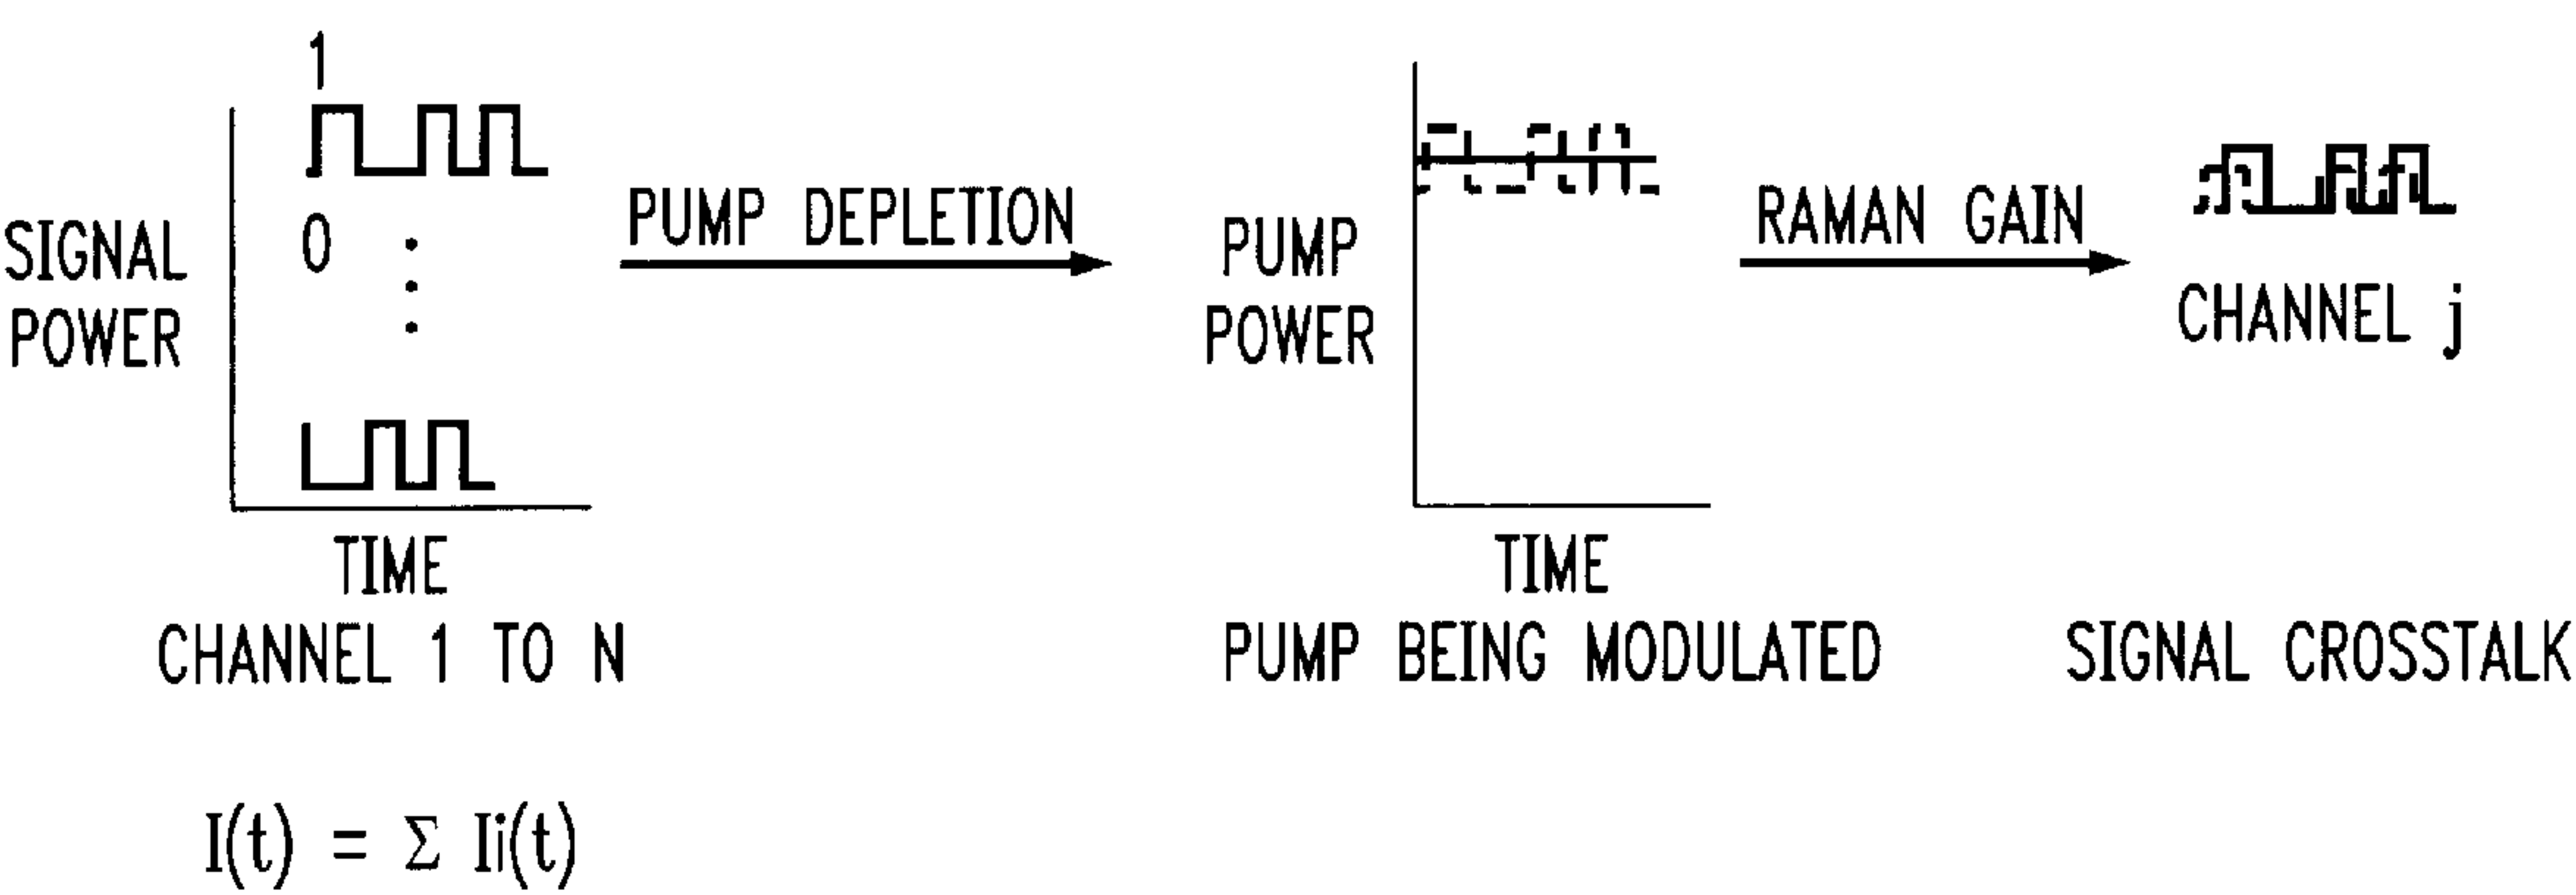 1
0
SIGNAL
POWER
TIME
CHANNEL 1 TO N
I(t) = Σ Ii(t)
PUMP DEPLETION
PUMP
POWER
TIME
PUMP BEING MODULATED
RAMAN GAIN
CHANNEL j
SIGNAL CROSSTALK